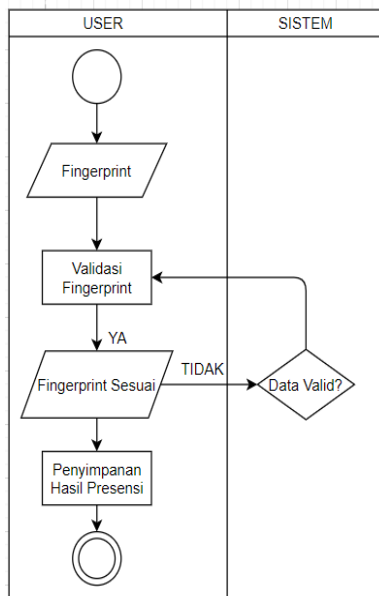 USER
SISTEM
Fingerprint
Validasi
Fingerprint
YA
TIDAK
Fingerprint Sesuai
Data Valid?
Penyimpanan
Hasil Presensi